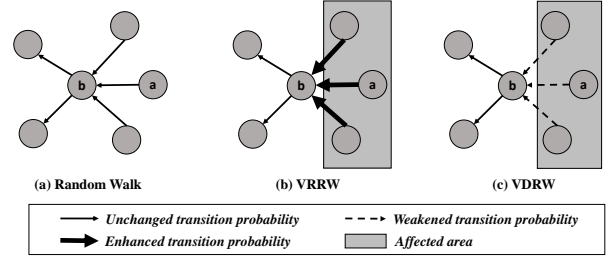 b
a
b
a
b
a
(a) Random Walk
(b) VRRW
(c) VDRW
Unchanged transition probability
Weakened transition probability
Enhanced transition probability
Affected area